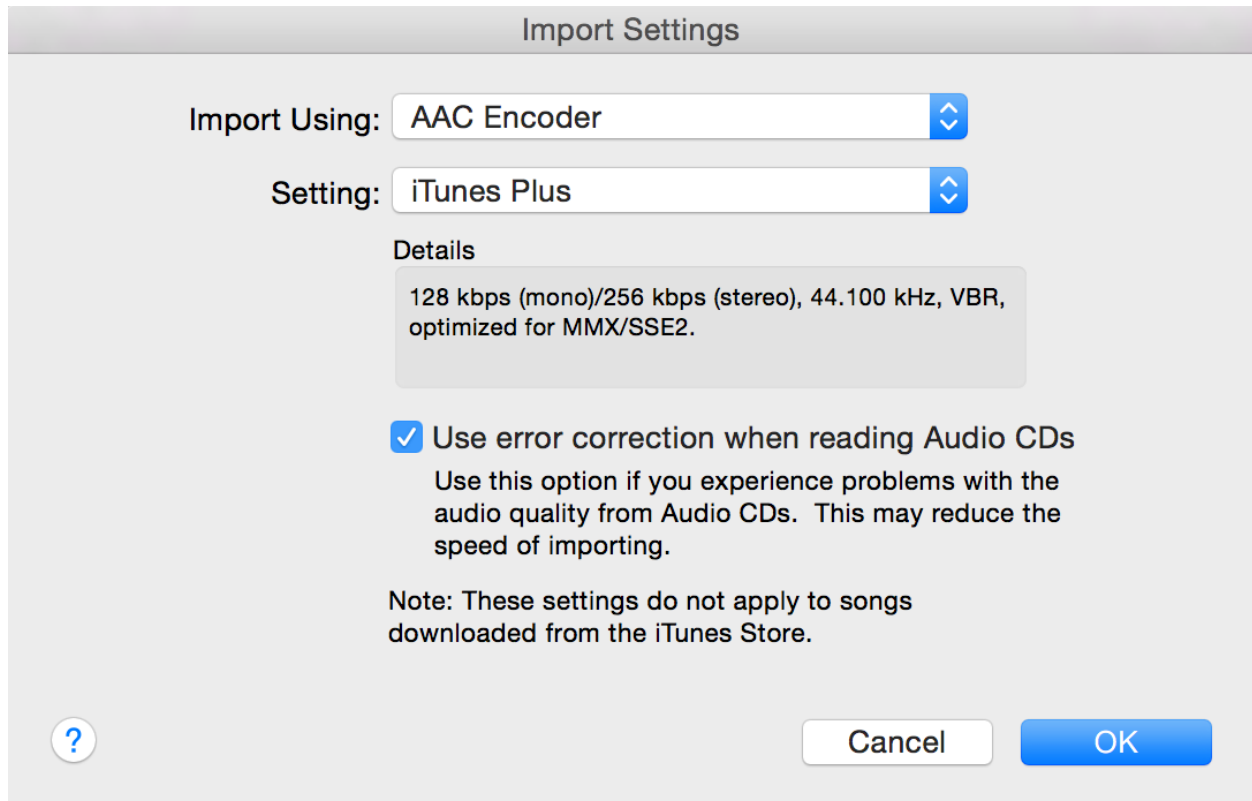 Import Settings
Import Using: AAC Encoder
Setting: iTunes Plus
Details
128 kbps (mono)/256 kbps (stereo), 44.100 kHz, VBR,
optimized for MMX/SSE2.
Use error correction when reading Audio CDs
Use this option if you experience problems with the
audio quality from Audio CDs.  This may reduce the
speed of importing.
Note: These settings do not apply to songs
downloaded from the iTunes Store.
? Cancel OK